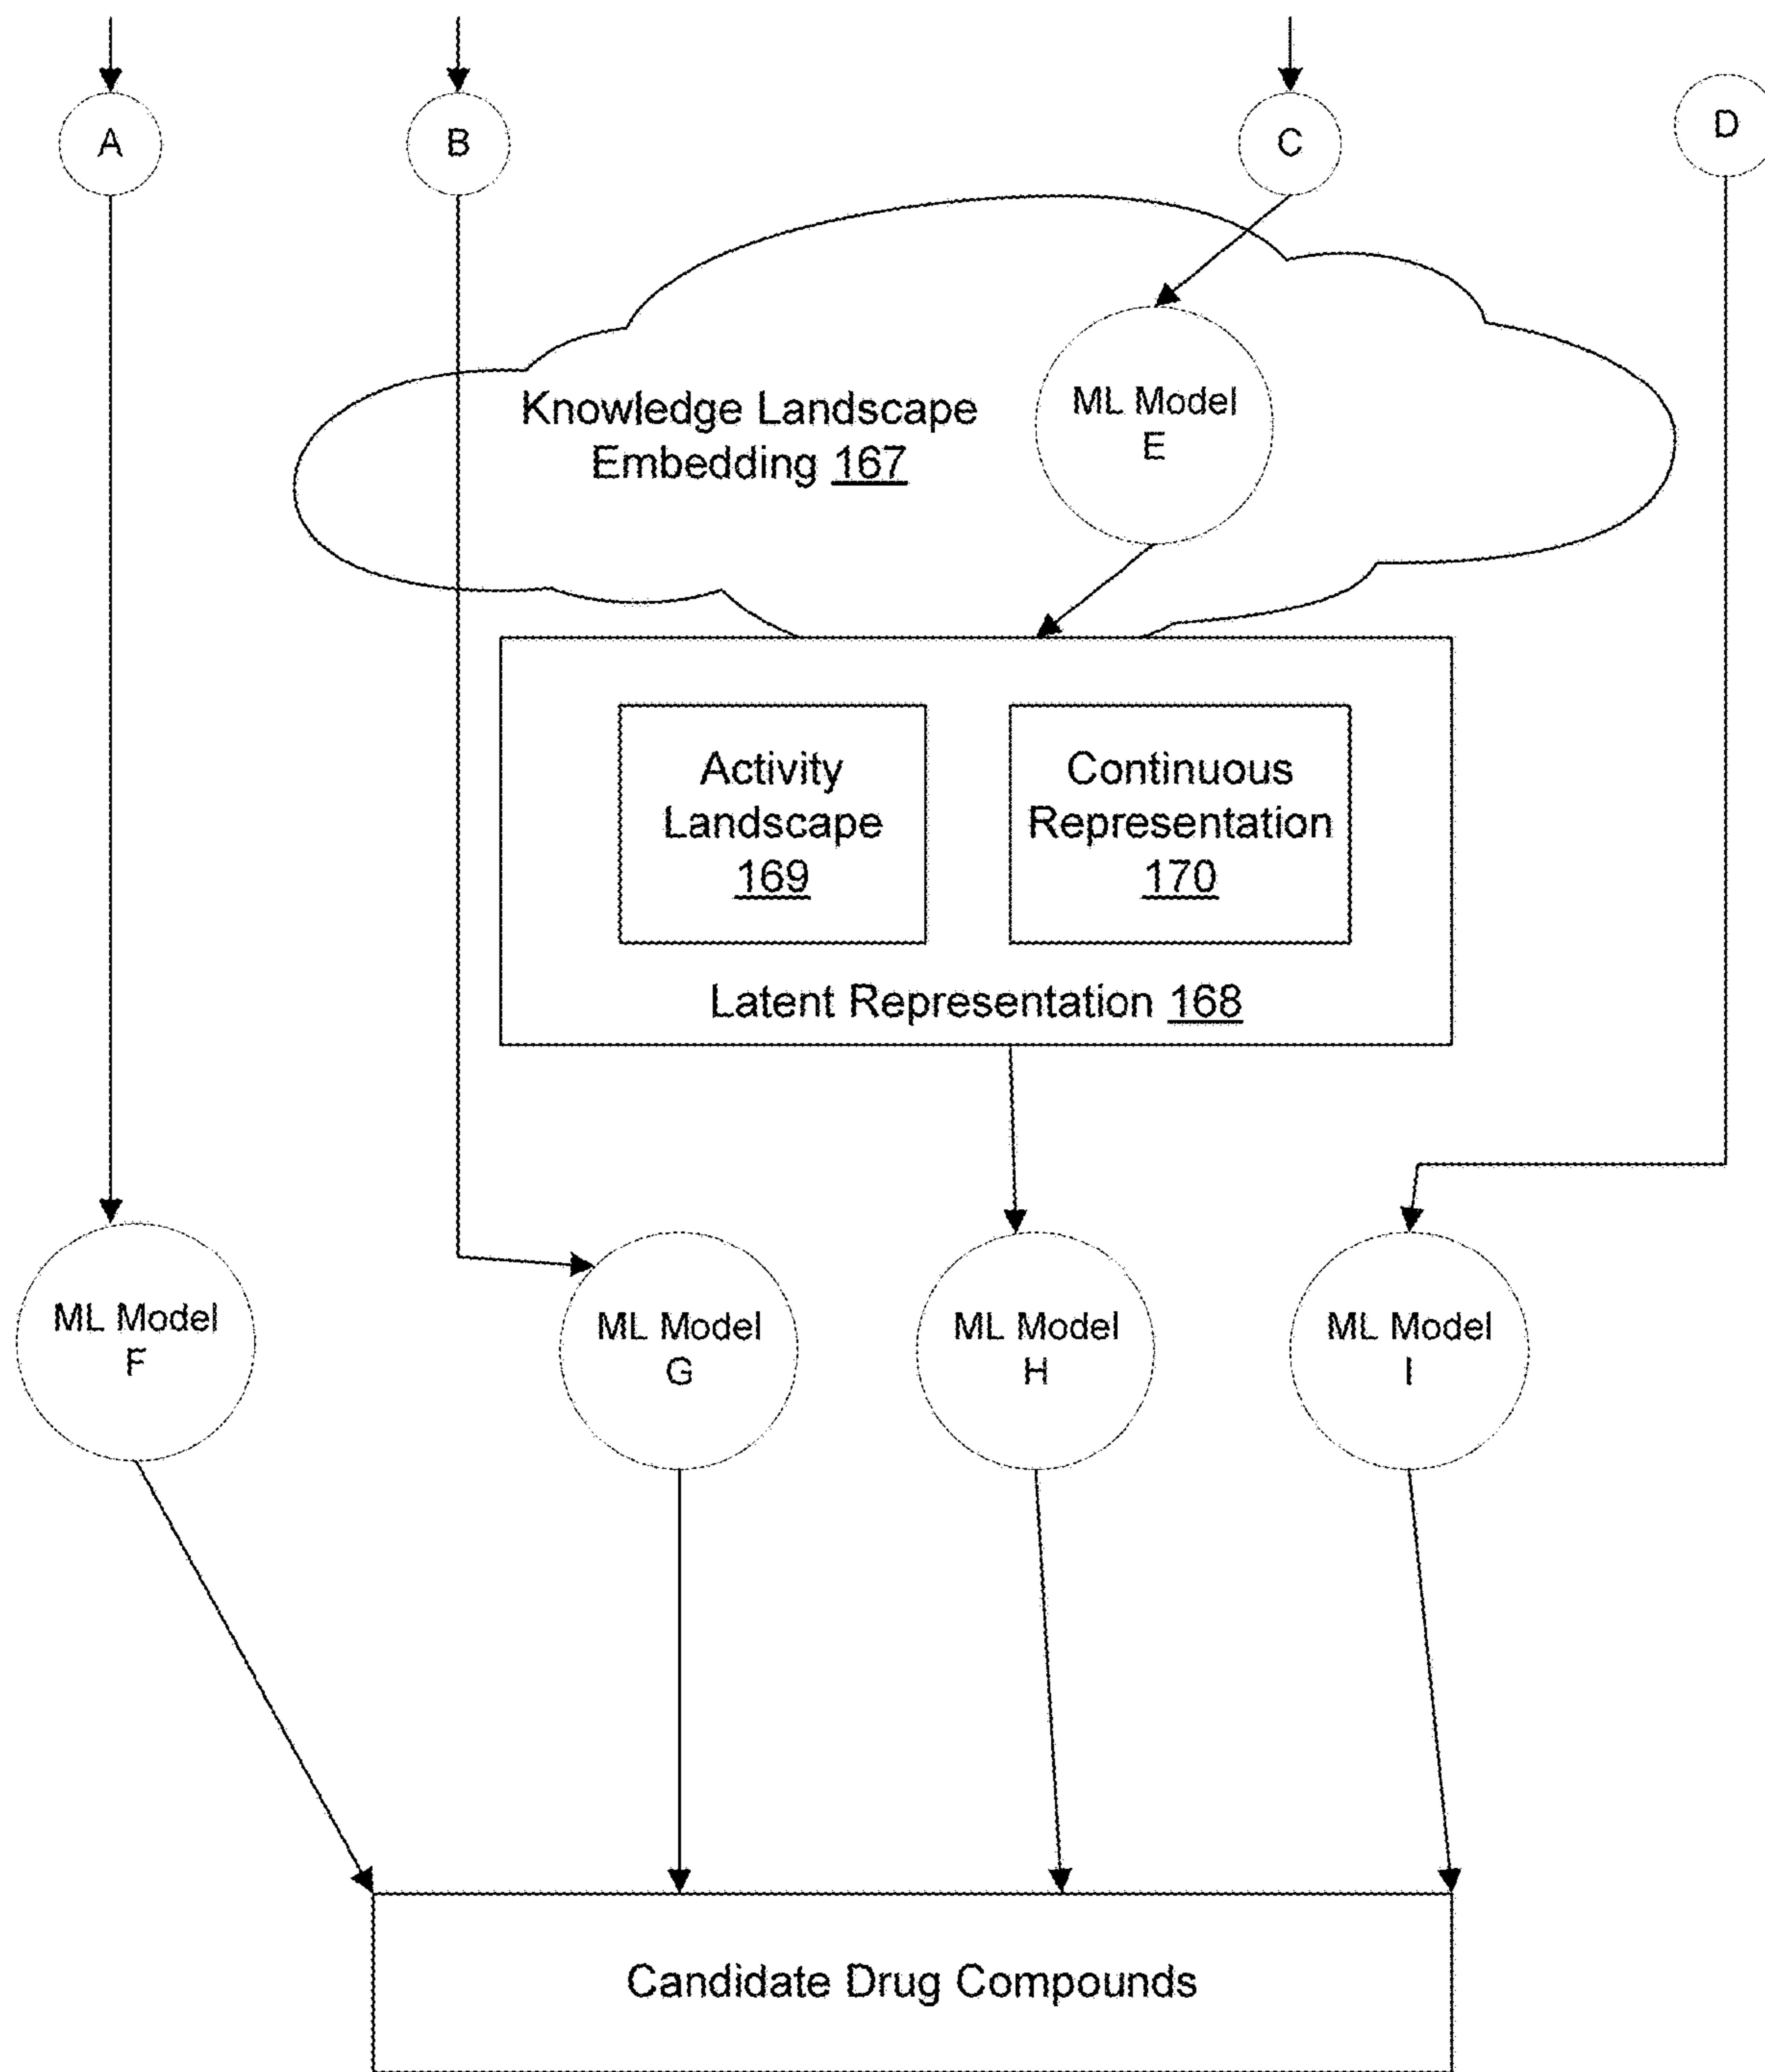 A
B
C
D
Knowledge Landscape
Embedding 167
ML Model
E
Activity
Landscape
169
Continuous
Representation
170
Latent Representation 168
ML Model
F
ML Model
G
ML Model
H
ML Model
I
Candidate Drug Compounds